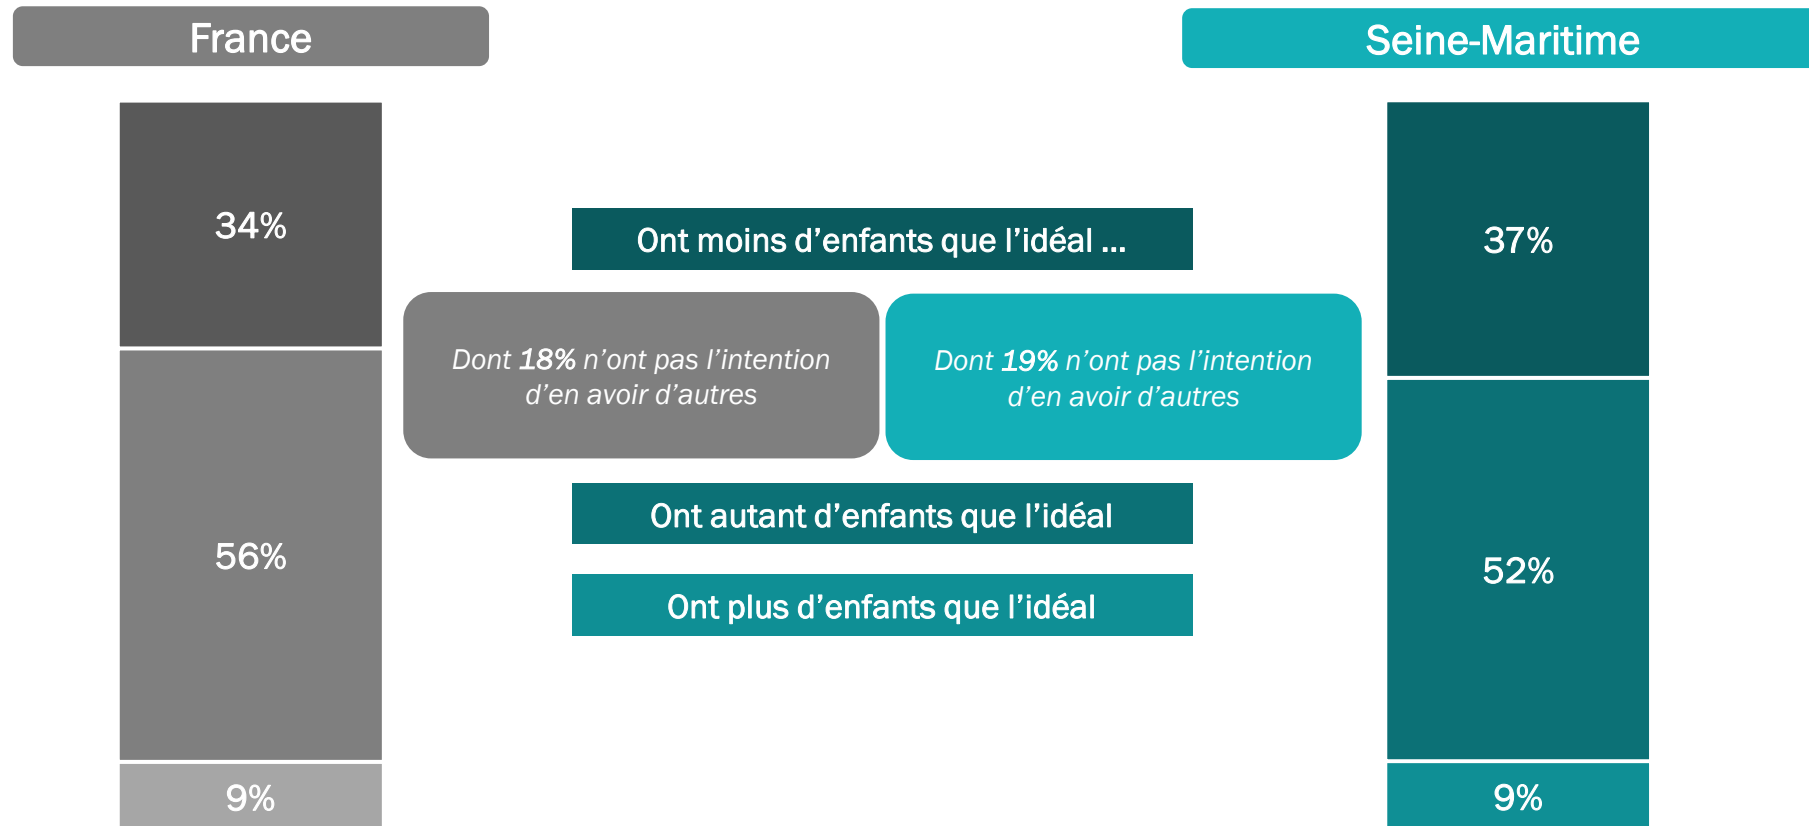 France
Seine-Maritime
34%
Ont moins d’enfants que l’idéal ...
37%
Dont 18% n’ont pas l’intention
d’en avoir d’autres
Dont 19% n’ont pas l’intention
d’en avoir d’autres
Ont autant d’enfants que l’idéal
56%
52%
Ont plus d’enfants que l’idéal
9%
9%